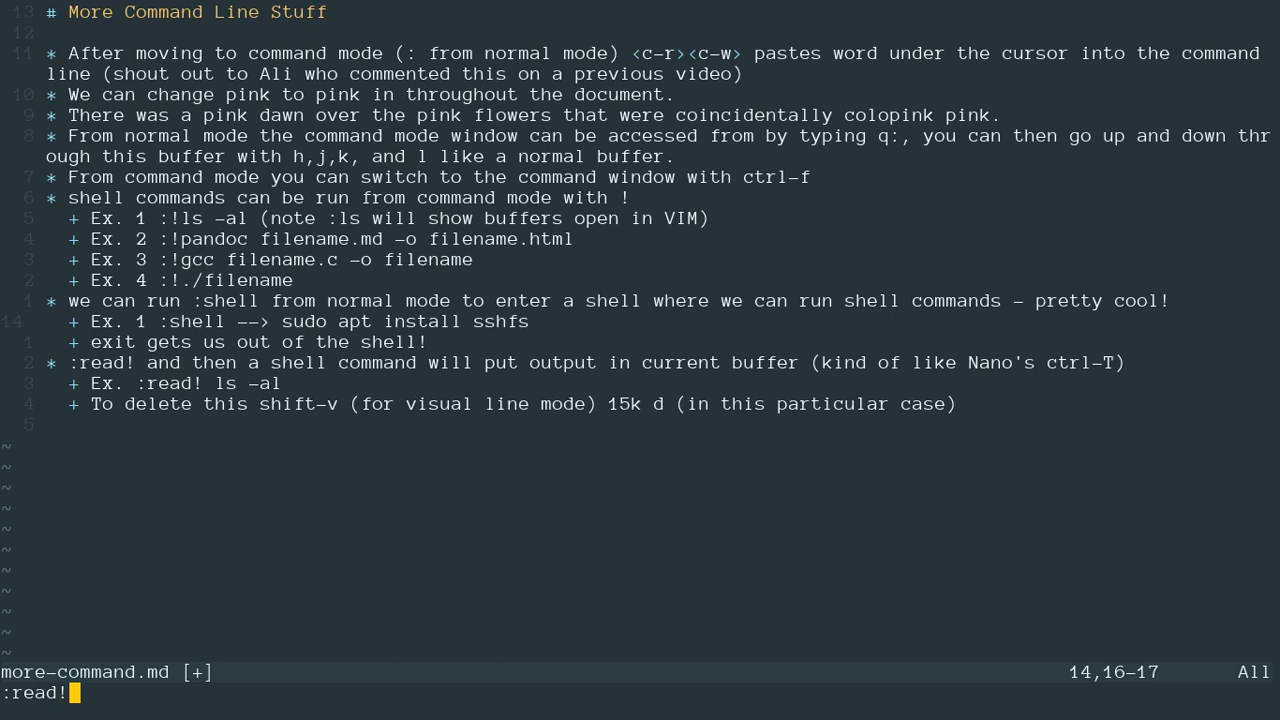 13 # More Command Line Stuff
12
11 * After moving to command mode (: from normal mode) <c-r><c-w> pastes word under the cursor into the command
line (shout out to Ali who commented this on a previous video)
10 * We can change pink to pink in throughout the document.
9 * There was a pink dawn over the pink flowers that were coincidentally colopink pink.
8 * From normal mode the command mode window can be accessed from by typing q:, you can then go up and down thr
ough this buffer with h,j,k, and l like a normal buffer.
7 * From command mode you can switch to the command window with ctrl-f
6 * shell commands can be run from command mode with !
5 + Ex. 1 :!ls -al (note :ls will show buffers open in VIM)
4 + Ex. 2 :!pandoc filename.md -o filename.html
3 + Ex. 3 :!gcc filename.c -o filename
2 + Ex. 4 :!./filename
1 * we can run :shell from normal mode to enter a shell where we can run shell commands - pretty cool!
14 + Ex. 1 :shell --> sudo apt install sshfs
1 + exit gets us out of the shell!
2 * :read! and then a shell command will put output in current buffer (kind of like Nano's ctrl-T)
3 + Ex. :read! ls -al
4 + To delete this shift-v (for visual line mode) 15k d (in this particular case)
5
~
~
~
~
~
~
~
~
~
~
~
more-command.md [+] 14,16-17 All
:read!